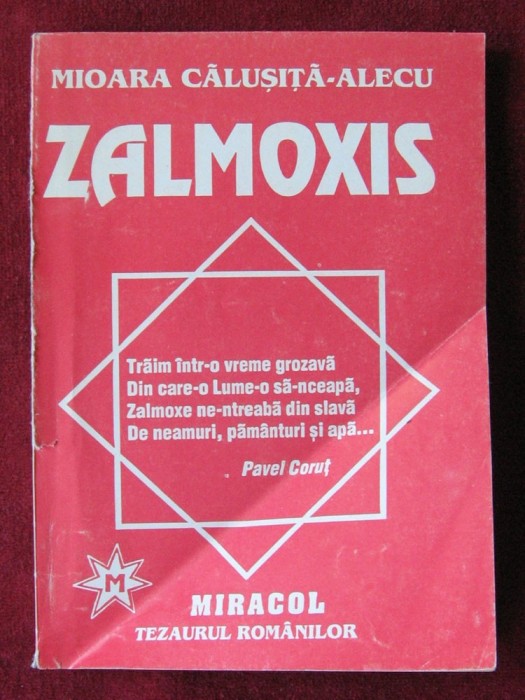 MIOARA CĂLUȘIȚĂ-ALECU
ZALMOXIS
Trăim într-o vreme grozavă
Din care-o Lume-o să-nceapă,
Zalmoxe ne-ntreabă din slavă
De neamuri, pământuri și apă...
Pavel Coruț
M
MIRACOL
TEZAURUL ROMÂNILOR